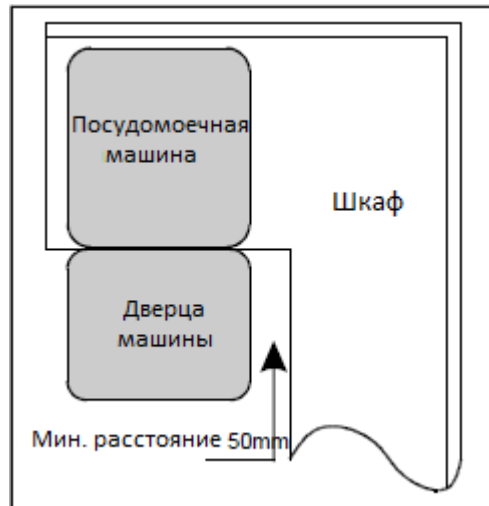 Посудомоечная
машина
Шкаф
Дверца
машины
Мин. расстояние 50mm